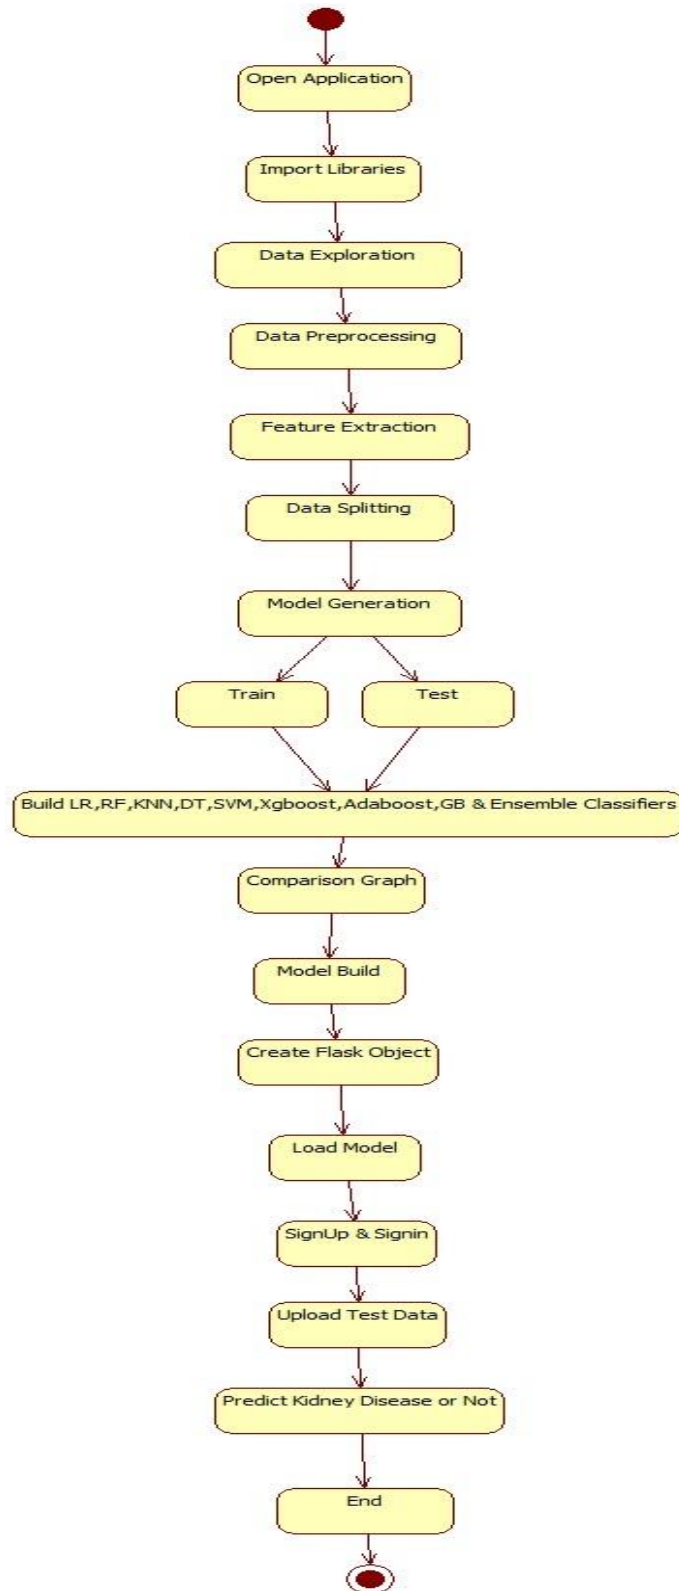 Open Application
Import Libraries
Data Exploration
Data Preprocessing
Feature Extraction
Data Splitting
Model Generation
Train
Test
Build LR,RF,KNN,DT,SVM,Xgboost,Adaboost,GB & Ensemble Classifiers
Comparison Graph
Model Build
Create Flask Object
Load Model
SignUp & Signin
Upload Test Data
Predict Kidney Disease or Not
End